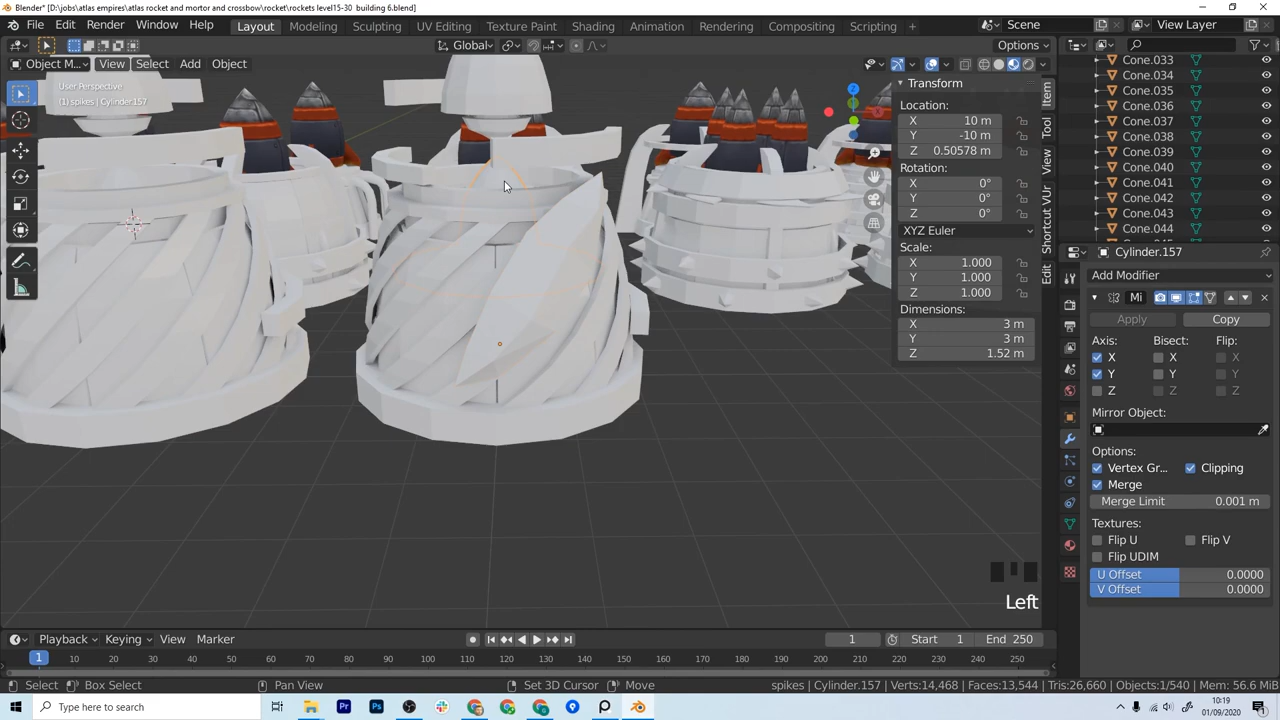 Blender* [D:\jobs\atlas empires\atlas rocket and mortor and crossbow\rocket\rockets level15-30 building 6.blend]
File Edit Render Window Help Layout Modeling Sculpting UV Editing Texture Paint Shading Animation Rendering Compositing Scripting Scene View Layer
Global Options
Object M... View Select Add Object
User Perspective
(1) spikes | Cylinder.157
Transform
Location:
X 10 m
Y -10 m
Z 0.50578 m
Rotation:
X 0°
Y 0°
Z 0°
XYZ Euler
Scale:
X 1.000
Y 1.000
Z 1.000
Dimensions:
X 3 m
Y 3 m
Z 1.52 m
Item
Tool
View
Shortcut VUr
Edit
Cone.033
Cone.034
Cone.035
Cone.036
Cone.037
Cone.038
Cone.039
Cone.040
Cone.041
Cone.042
Cone.043
Cone.044
Cylinder.157
Add Modifier
Mi
Apply Copy
Axis: Bisect: Flip:
X X X
Y Y Y
Z Z Z
Mirror Object:
Options:
Vertex Gr... Clipping
Merge
Merge Limit 0.001 m
Textures:
Flip U Flip V
Flip UDIM
U Offset 0.0000
V Offset 0.0000
Left
Playback Keying View Marker 1 Start 1 End 250
1 10 20 30 40 50 60 70 80 90 100 110 120 130 140 150 160 170 180 190 200 210 220 230 240 250
Select Box Select Pan View Set 3D Cursor Move spikes | Cylinder.157 | Verts:14,468 | Faces:13,544 | Tris:26,660 | Objects:1/540 | Mem: 56.6 MiB
Type here to search
10:19
01/09/2020